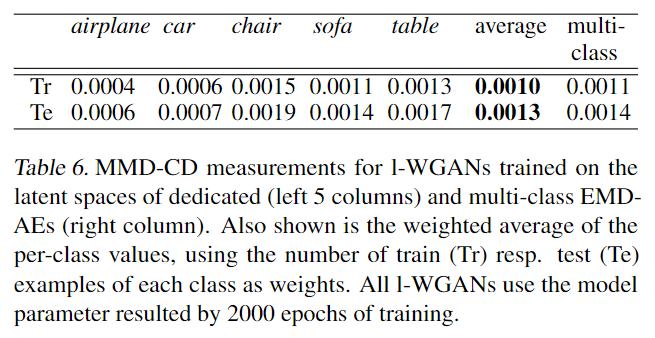 airplane car chair sofa table average multi-
class
Tr 0.0004 0.0006 0.0015 0.0011 0.0013 0.0010 0.0011
Te 0.0006 0.0007 0.0019 0.0014 0.0017 0.0013 0.0014
Table 6. MMD-CD measurements for l-WGANs trained on the
latent spaces of dedicated (left 5 columns) and multi-class EMD-
AEs (right column). Also shown is the weighted average of the
per-class values, using the number of train (Tr) resp. test (Te)
examples of each class as weights. All l-WGANs use the model
parameter resulted by 2000 epochs of training.